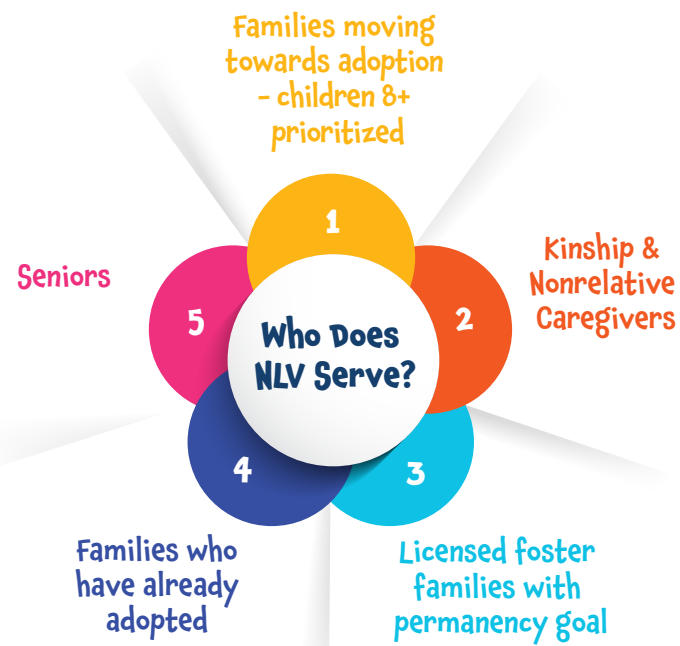 Families moving
towards adoption
- children 8+
prioritized
1
Kinship &
Nonrelative
Caregivers
2
Seniors
5
Who Does
NLV Serve?
4
3
Families who
have already
adopted
Licensed foster
families with
permanency goal